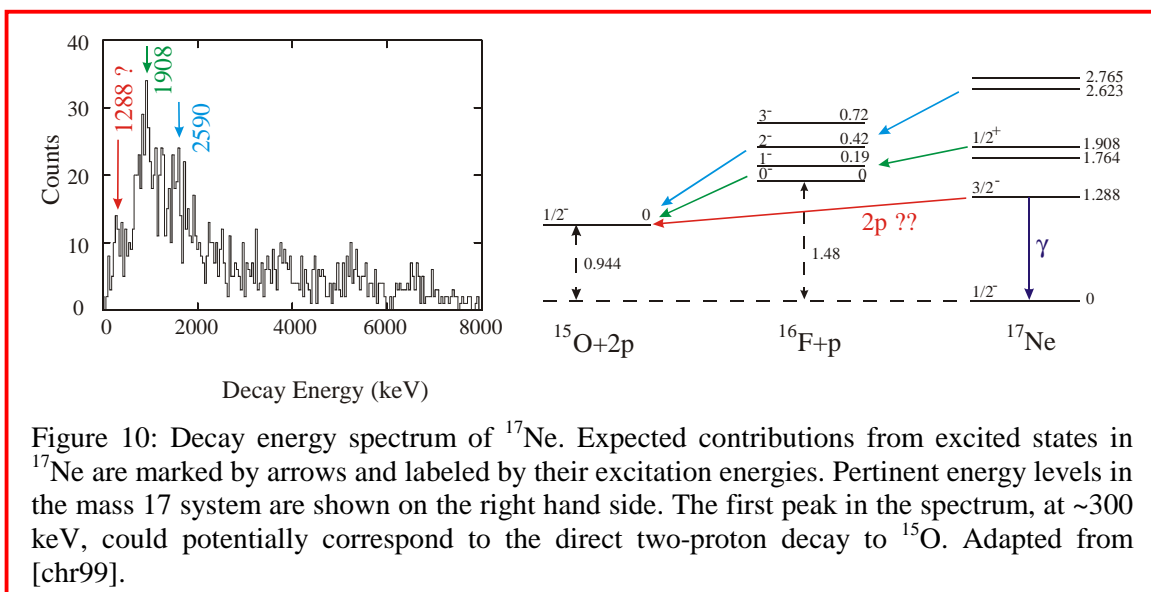 40
30
20
10
0
Counts
1288 ?
1908
2590
0
2000
4000
6000
8000
Decay Energy (keV)
1/2⁻ 0
0.944
¹⁵O+2p
3⁻ 0.72
2⁻ 0.42
1⁻ 0.19
0⁻ 0
1.48
¹⁶F+p
2.765
2.623
1/2⁺ 1.908
1.764
3/2⁻ 1.288
2p ??
γ
1/2⁻ 0
¹⁷Ne
Figure 10: Decay energy spectrum of ¹⁷Ne. Expected contributions from excited states in
¹⁷Ne are marked by arrows and labeled by their excitation energies. Pertinent energy levels in
the mass 17 system are shown on the right hand side. The first peak in the spectrum, at ~300
keV, could potentially correspond to the direct two-proton decay to ¹⁵O. Adapted from
[chr99].